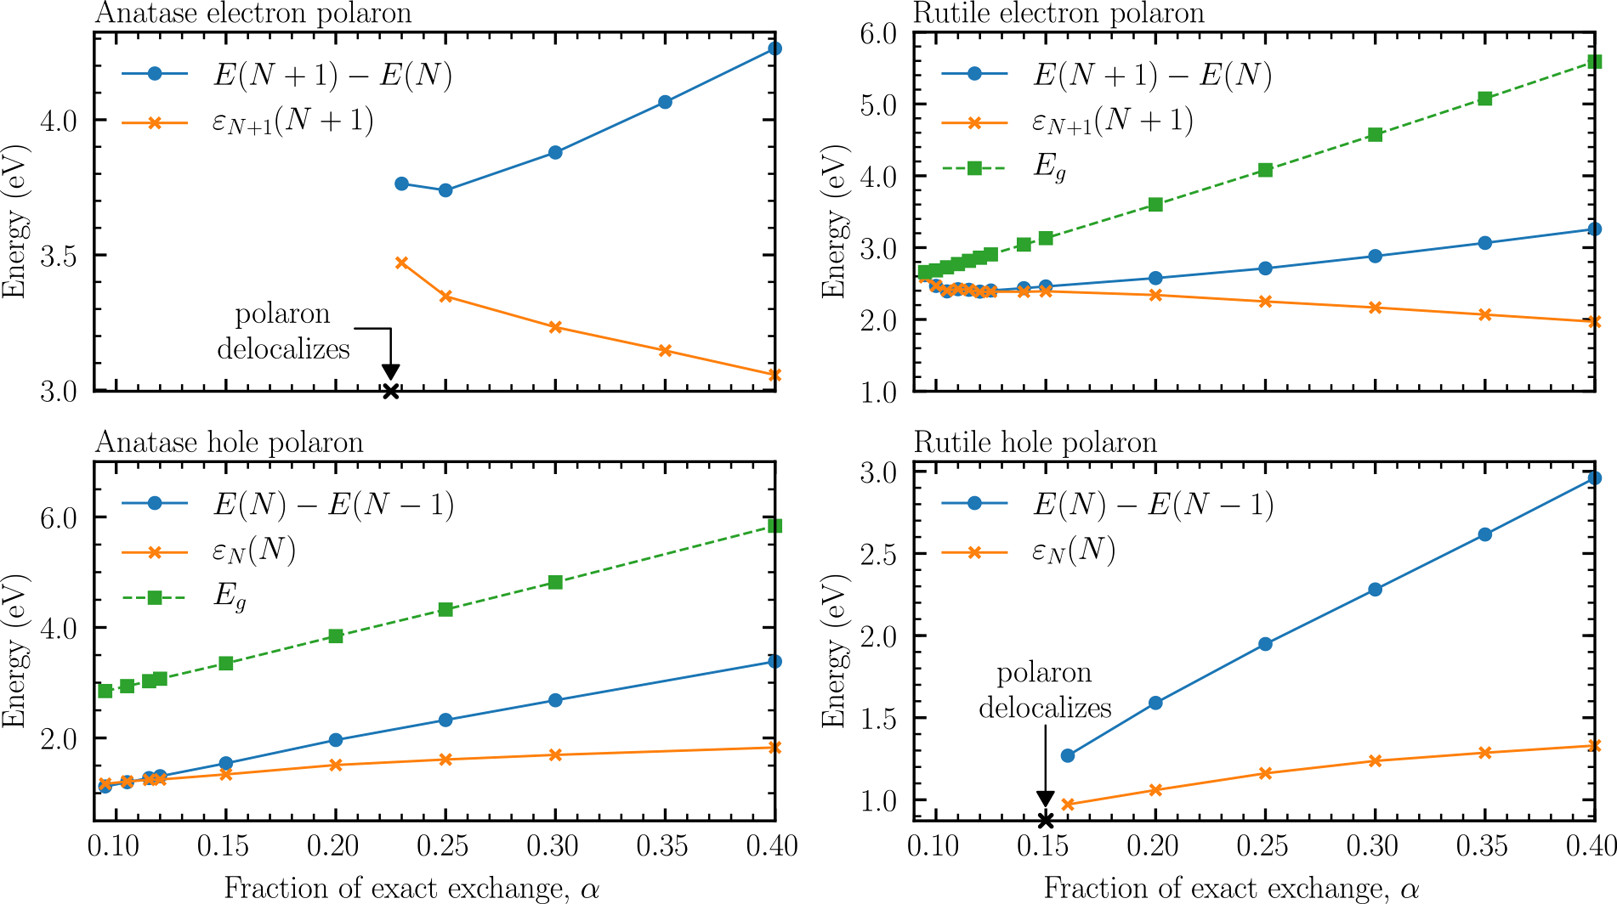 Anatase electron polaron
E(N + 1) − E(N)
ε_{N+1}(N + 1)
4.0
3.5
3.0
Energy (eV)
polaron
delocalizes
Rutile electron polaron
E(N + 1) − E(N)
ε_{N+1}(N + 1)
E_g
6.0
5.0
4.0
3.0
2.0
1.0
Energy (eV)
Anatase hole polaron
E(N) − E(N − 1)
ε_N(N)
E_g
6.0
4.0
2.0
Energy (eV)
0.10 0.15 0.20 0.25 0.30 0.35 0.40
Fraction of exact exchange, α
Rutile hole polaron
E(N) − E(N − 1)
ε_N(N)
3.0
2.5
2.0
1.5
1.0
Energy (eV)
polaron
delocalizes
0.10 0.15 0.20 0.25 0.30 0.35 0.40
Fraction of exact exchange, α